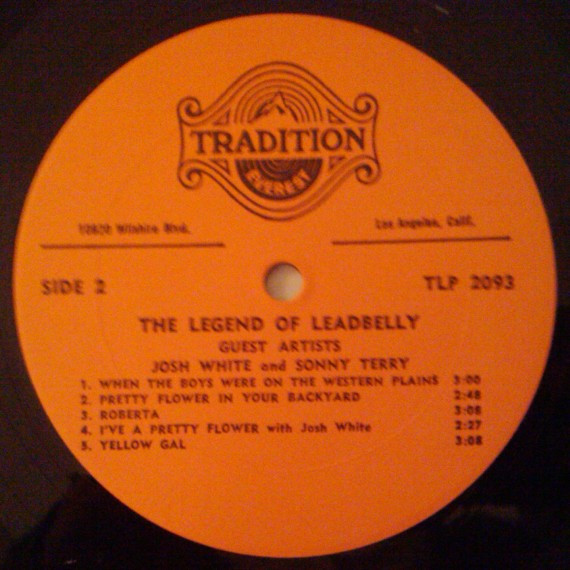 TRADITION
EVEREST
Wilshire Blvd.
Los Angeles, Calif.
SIDE 2
TLP 2093
THE LEGEND OF LEADBELLY
GUEST ARTISTS
JOSH WHITE and SONNY TERRY
1. WHEN THE BOYS WERE ON THE WESTERN PLAINS 3:00
2. PRETTY FLOWER IN YOUR BACKYARD 2:48
3. ROBERTA 3:08
4. I'VE A PRETTY FLOWER with Josh White 2:27
5. YELLOW GAL 3:08